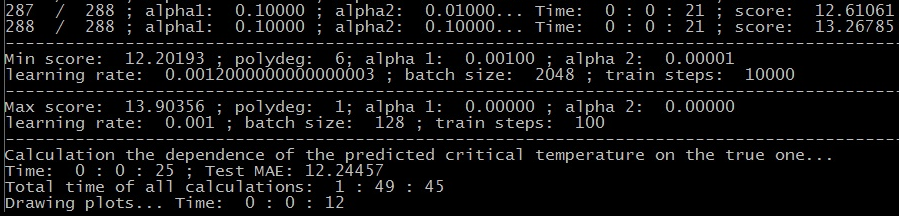 287 / 288 ; alpha1: 0.10000 ; alpha2: 0.01000... Time: 0 : 0 : 21 ; score: 12.61061
288 / 288 ; alpha1: 0.10000 ; alpha2: 0.10000... Time: 0 : 0 : 21 ; score: 13.26785
--------------------------------------------------------------------------------
Min score: 12.20193 ; polydeg: 6; alpha 1: 0.00100 ; alpha 2: 0.00001
learning rate: 0.0012000000000000003 ; batch size: 2048 ; train steps: 10000
--------------------------------------------------------------------------------
Max score: 13.90356 ; polydeg: 1; alpha 1: 0.00000 ; alpha 2: 0.00000
learning rate: 0.001 ; batch size: 128 ; train steps: 100
--------------------------------------------------------------------------------
Calculation the dependence of the predicted critical temperature on the true one...
Time: 0 : 0 : 25 ; Test MAE: 12.24457
Total time of all calculations: 1 : 49 : 45
Drawing plots... Time: 0 : 0 : 12